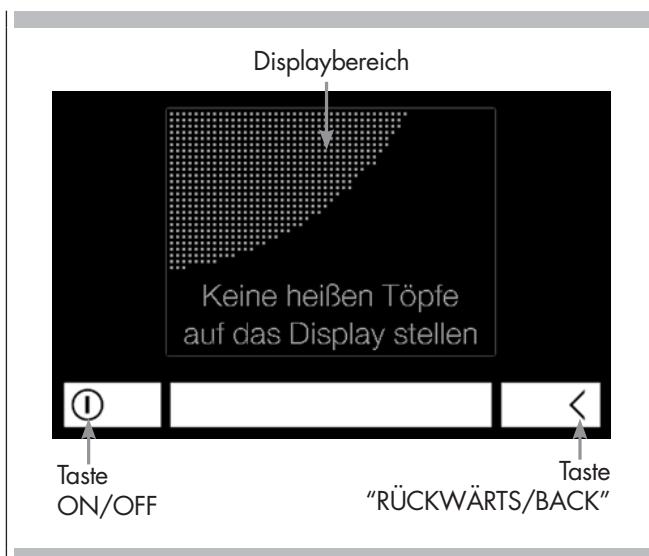 Displaybereich
Keine heißen Töpfe
auf das Display stellen
Taste
ON/OFF
Taste
"RÜCKWÄRTS/BACK"